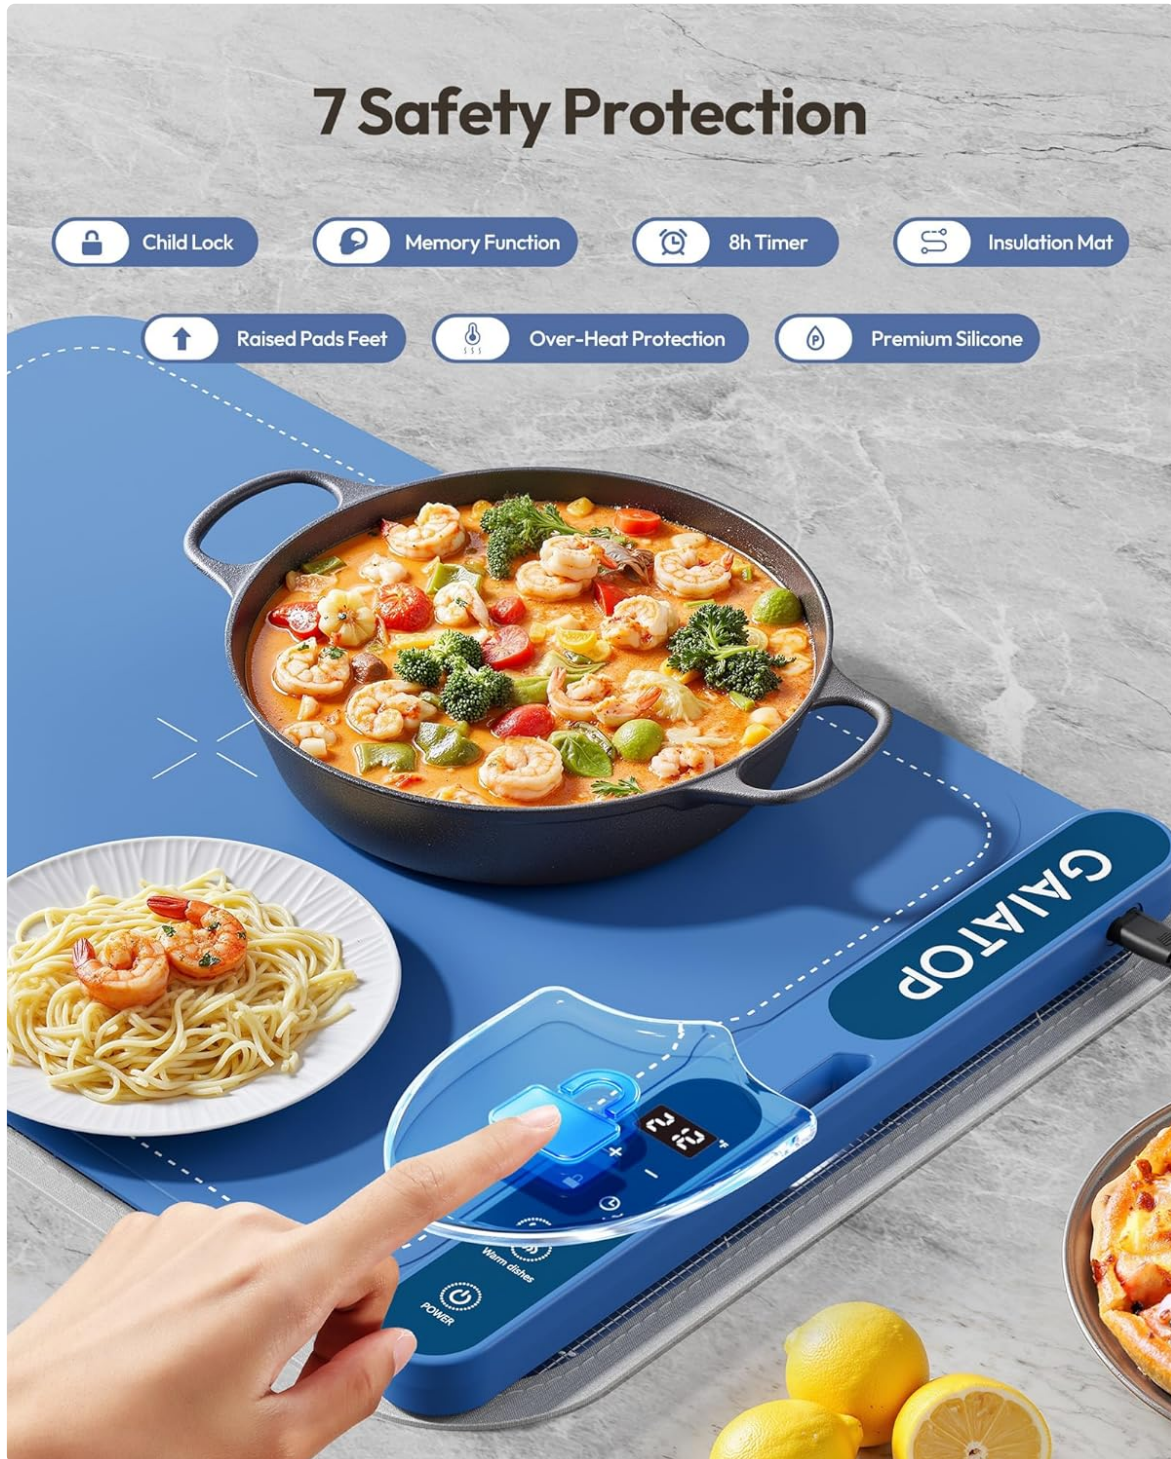 7 Safety Protection
Child Lock
Memory Function
8h Timer
Insulation Mat
Raised Pads Feet
Over-Heat Protection
P
Premium Silicone
GAIATOP
°F
+
−
Warm dishes
POWER